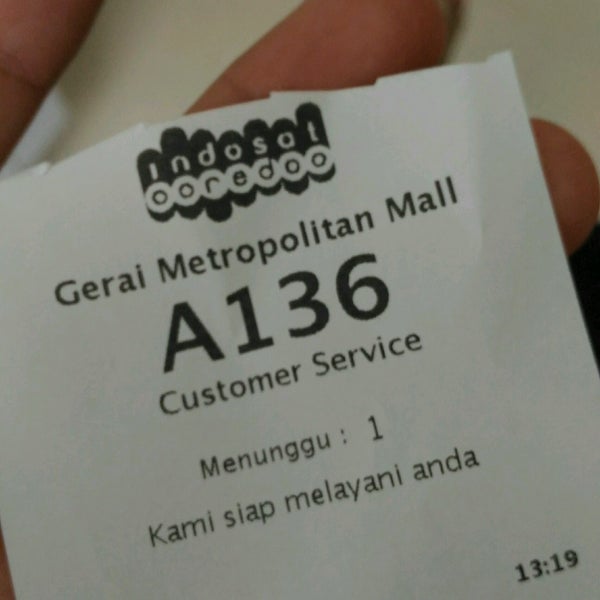 indosat
ooredoo
Gerai Metropolitan Mall
A136
Customer Service
Menunggu : 1
Kami siap melayani anda
13:19